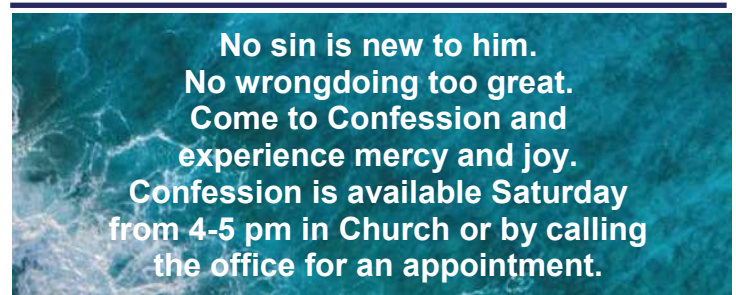 No sin is new to him.
No wrongdoing too great.
Come to Confession and
experience mercy and joy.
Confession is available Saturday
from 4-5 pm in Church or by calling
the office for an appointment.